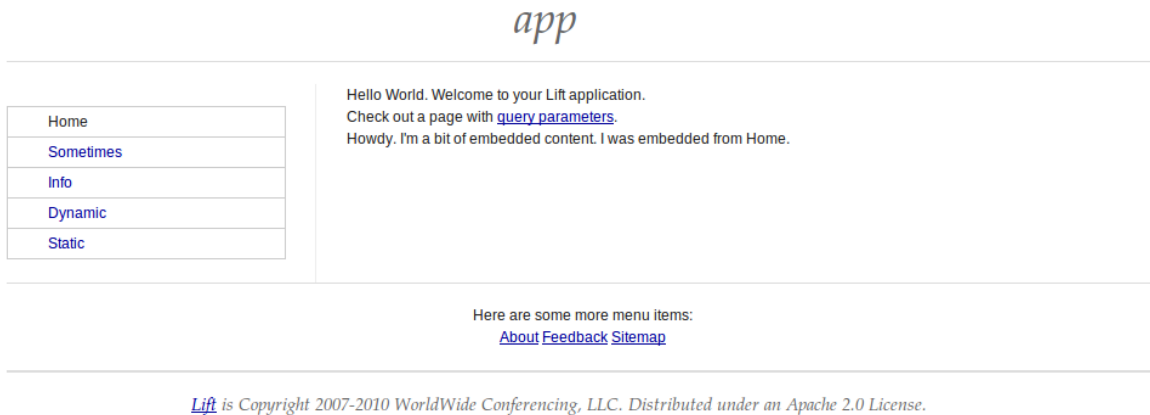 app
Home
Sometimes
Info
Dynamic
Static
Hello World. Welcome to your Lift application.
Check out a page with query parameters.
Howdy. I'm a bit of embedded content. I was embedded from Home.
Here are some more menu items:
About Feedback Sitemap
Lift is Copyright 2007-2010 WorldWide Conferencing, LLC. Distributed under an Apache 2.0 License.